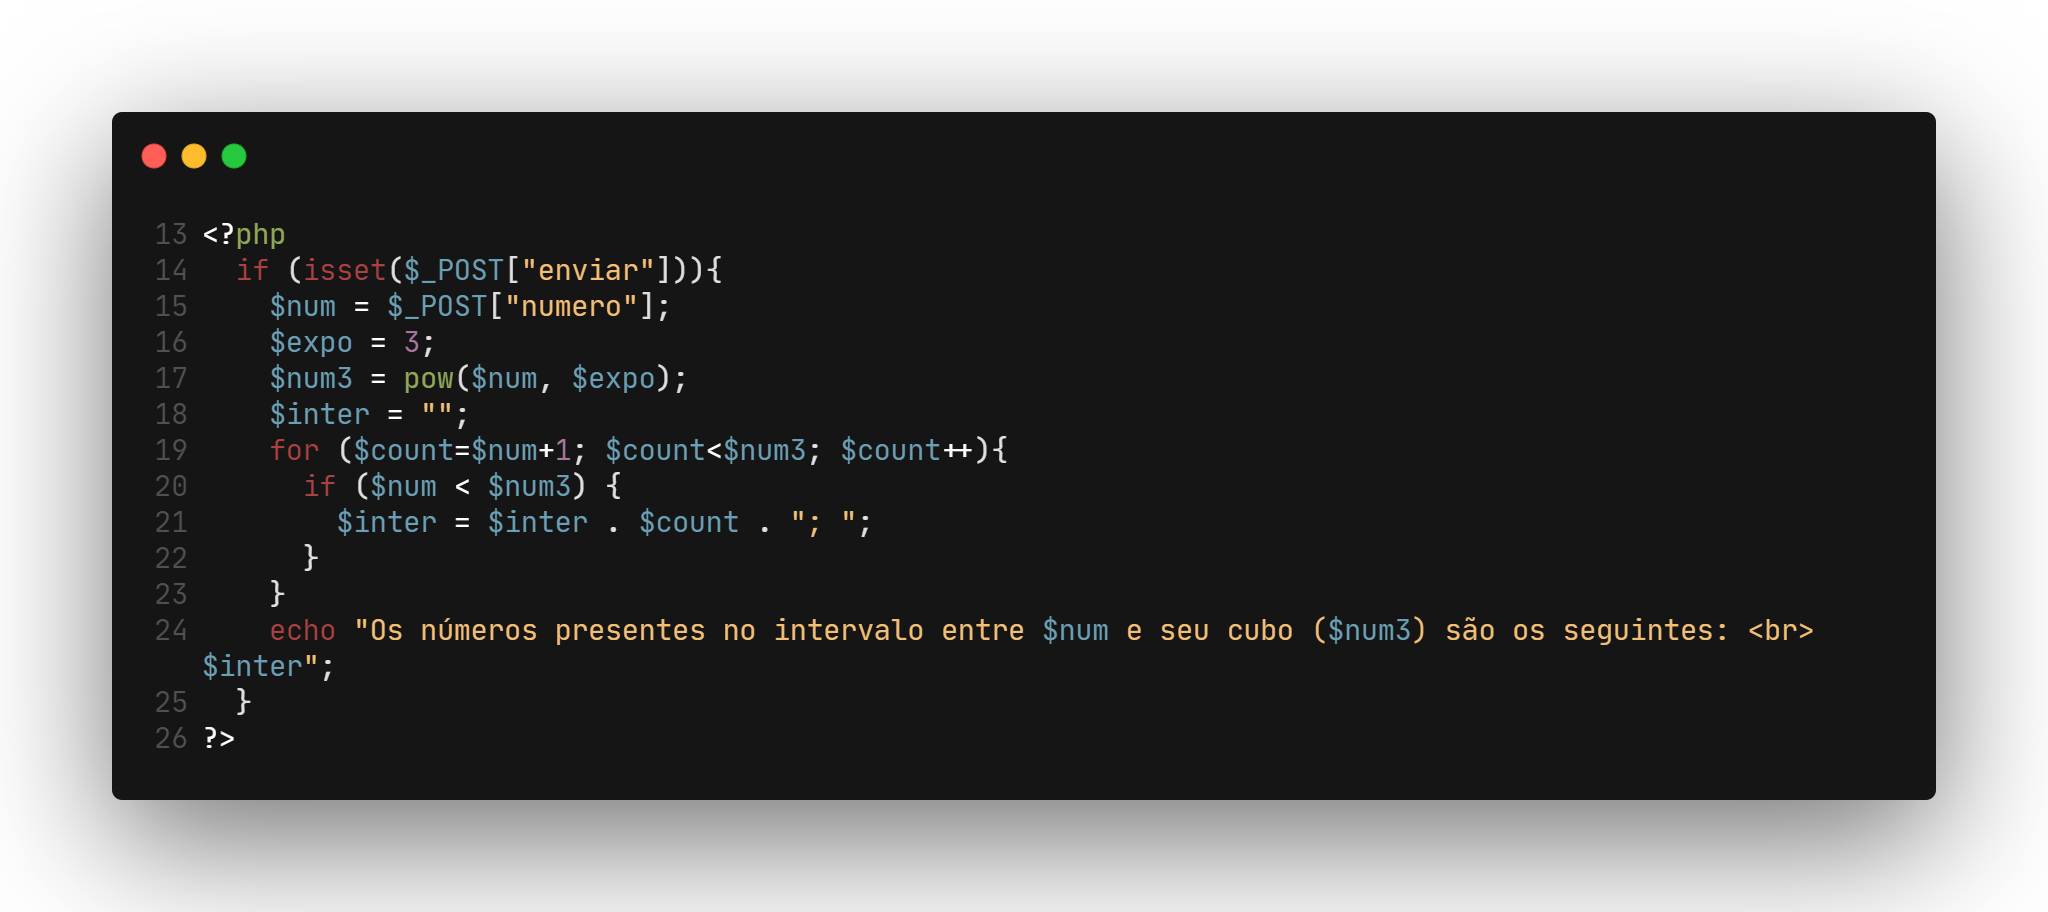 13 <?php
14   if (isset($_POST["enviar"])){
15     $num = $_POST["numero"];
16     $expo = 3;
17     $num3 = pow($num, $expo);
18     $inter = "";
19     for ($count=$num+1; $count<$num3; $count++){
20       if ($num < $num3) {
21         $inter = $inter . $count . "; ";
22       }
23     }
24     echo "Os números presentes no intervalo entre $num e seu cubo ($num3) são os seguintes: <br>
$inter";
25   }
26 ?>